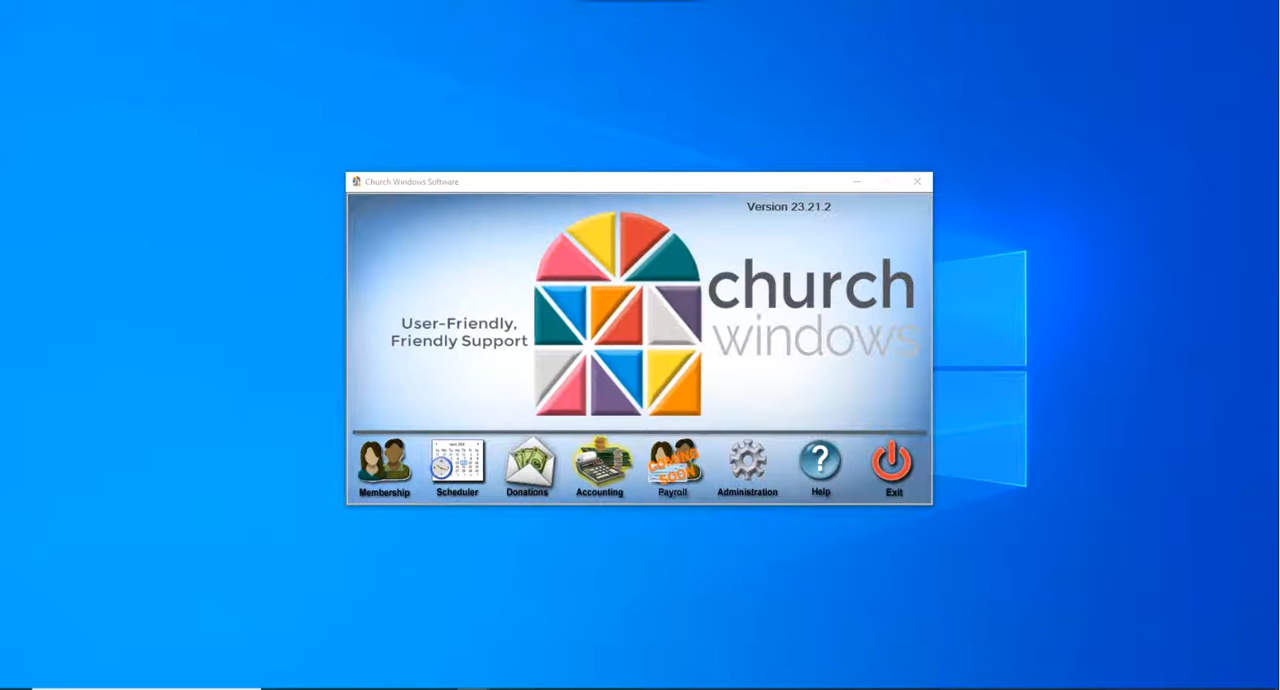 Church Windows Software
Version 23.21.2
church
windows
User-Friendly,
Friendly Support
COMING
SOON
Membership
Scheduler
Donations
Accounting
Payroll
Administration
Help
Exit